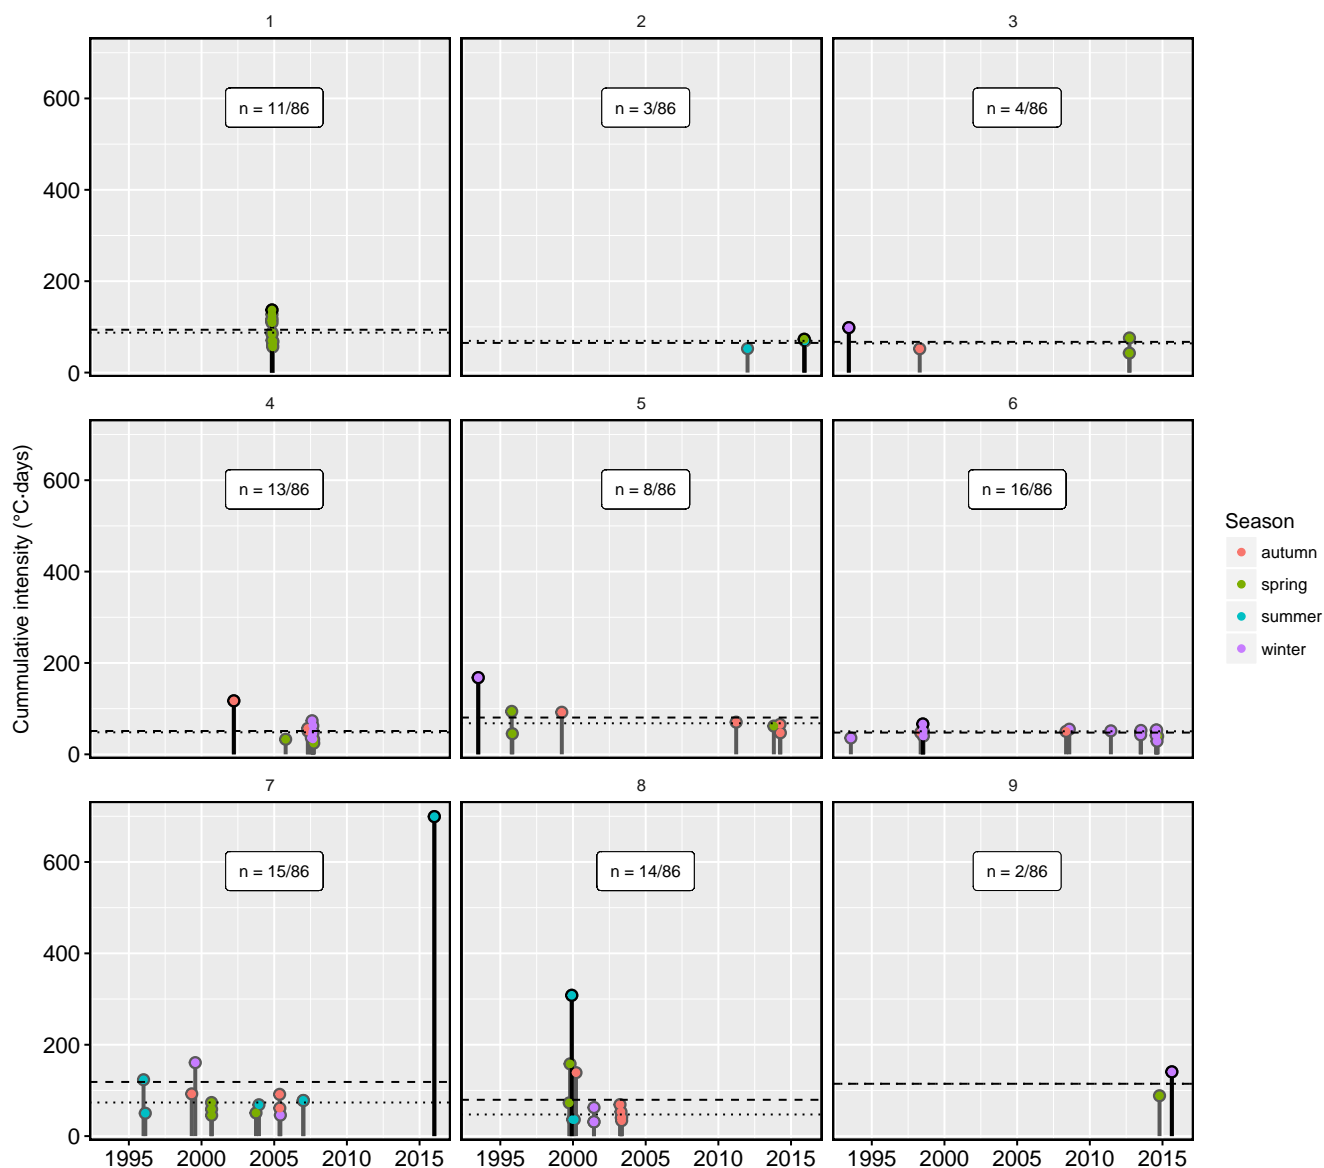 1 2 3
n = 11/86 n = 3/86 n = 4/86
600
400
200
0
4 5 6
n = 13/86 n = 8/86 n = 16/86
600
400
200
0
7 8 9
n = 15/86 n = 14/86 n = 2/86
600
400
200
0
1995 2000 2005 2010 2015 1995 2000 2005 2010 2015 1995 2000 2005 2010 2015
Cummulative intensity (°C·days)
Season
autumn
spring
summer
winter